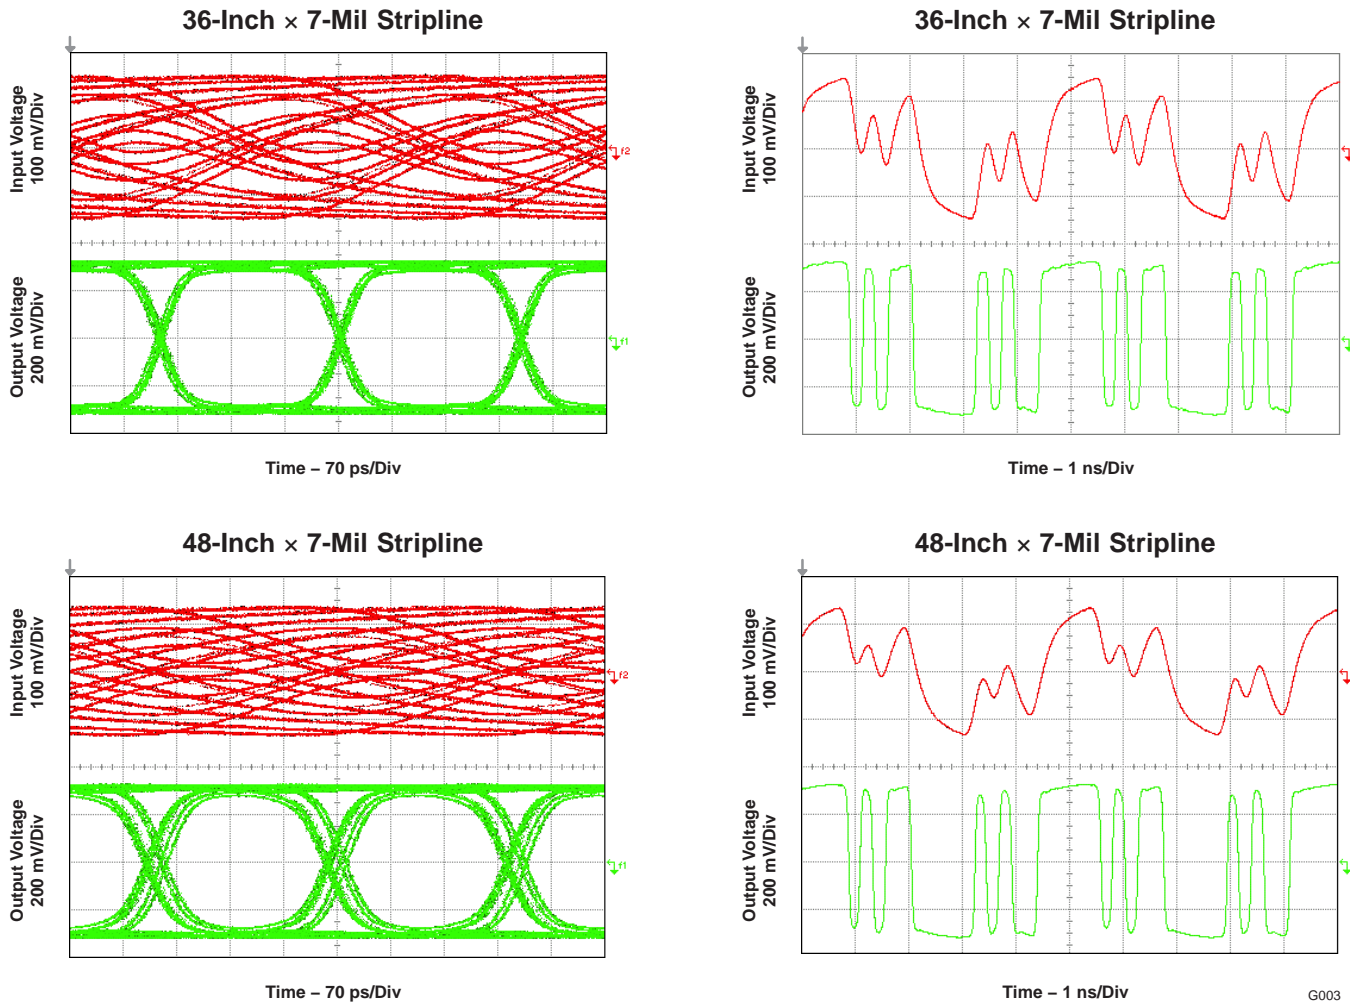 36-Inch × 7-Mil Stripline
Input Voltage
100 mV/Div
f2
Output Voltage
200 mV/Div
f1
Time – 70 ps/Div
36-Inch × 7-Mil Stripline
Input Voltage
100 mV/Div
Output Voltage
200 mV/Div
Time – 1 ns/Div
48-Inch × 7-Mil Stripline
Input Voltage
100 mV/Div
f2
Output Voltage
200 mV/Div
f1
Time – 70 ps/Div
48-Inch × 7-Mil Stripline
Input Voltage
100 mV/Div
Output Voltage
200 mV/Div
Time – 1 ns/Div
G003